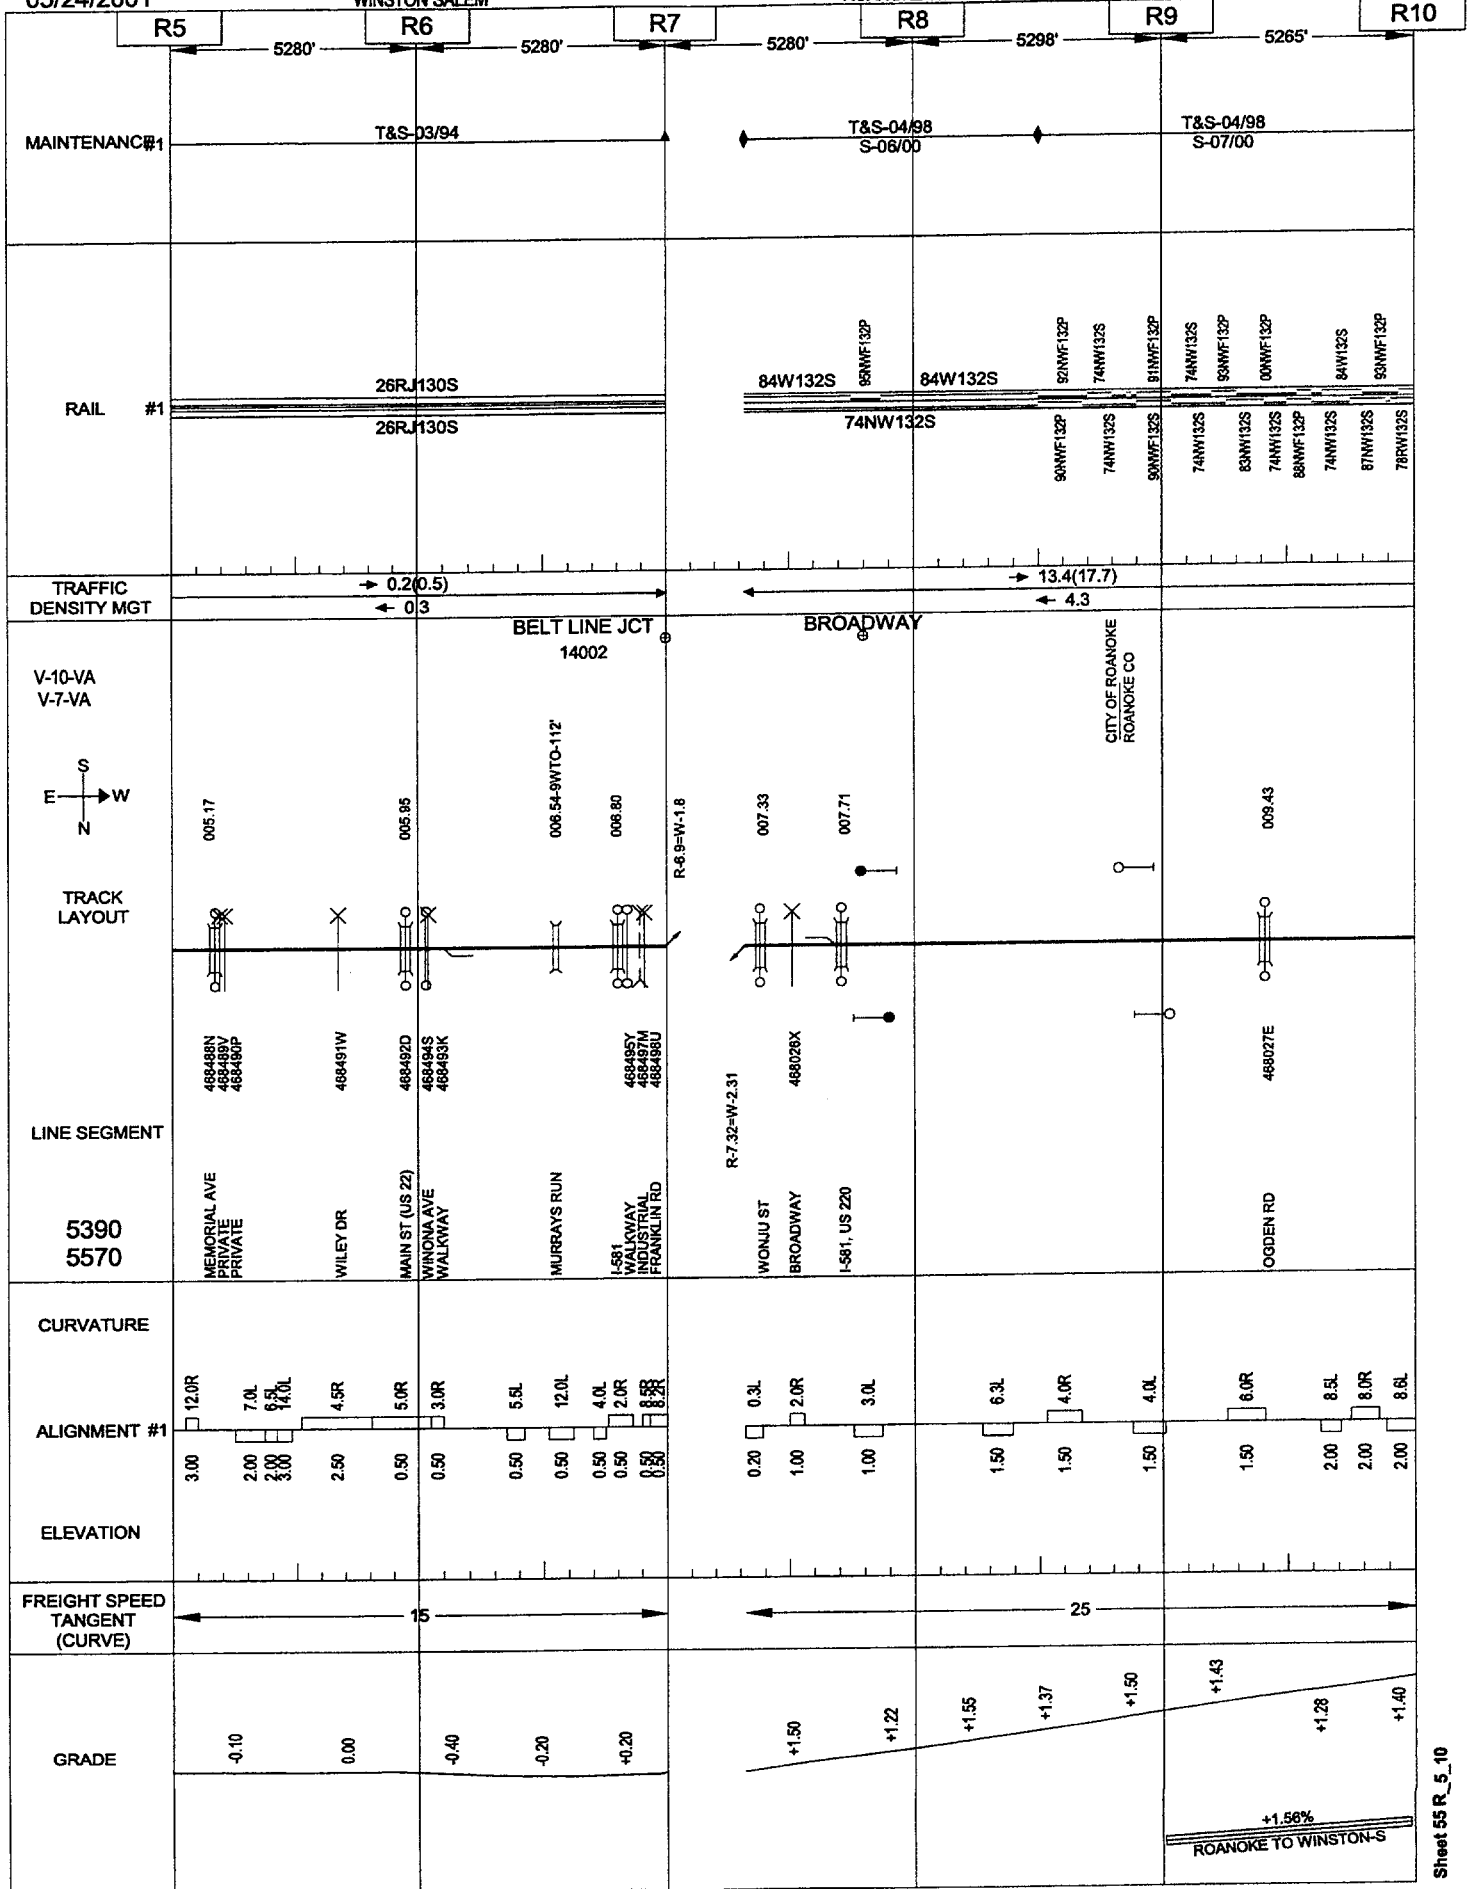 05/24/2001
WINSTON SALEM
R5
R6
R7
R8
R9
R10
5280'
5280'
5280'
5298'
5265'
MAINTENANCE#1
T&S-03/94
T&S-04/98
S-06/00
T&S-04/98
S-07/00
RAIL #1
26RJ130S
26RJ130S
84W132S
95NWF132P
84W132S
92NWF132P
74NW132S
91NWF132P
74NW132S
93NWF132P
00NWF132P
84W132S
93NWF132P
74NW132S
90NWF132P
74NW132S
90NWF132S
74NW132S
83NW132S
74NW132S
88NWF132P
74NW132S
87NW132S
78RW132S
TRAFFIC
DENSITY MGT
0.2(0.5)
0.3
13.4(17.7)
4.3
BELT LINE JCT
14002
BROADWAY
CITY OF ROANOKE
ROANOKE CO
V-10-VA
V-7-VA
S
E W
N
005.17
005.95
006.54-9WTO-112'
006.80
R-6.9=W-1.8
007.33
007.71
009.43
TRACK
LAYOUT
468488N
468489V
468490P
468491W
468492D
468494S
468493K
468495Y
468497M
468498U
R-7.32=W-2.31
468026X
468027E
LINE SEGMENT
5390
5570
MEMORIAL AVE
PRIVATE
PRIVATE
WILEY DR
MAIN ST (US 22)
WINONA AVE
WALKWAY
MURRAYS RUN
I-581
WALKWAY
INDUSTRIAL
FRANKLIN RD
WONJU ST
BROADWAY
I-581, US 220
OGDEN RD
CURVATURE
12.0R
7.0L
6.5L
14.0L
4.5R
5.0R
3.0R
5.5L
12.0L
4.0L
2.0R
8.5R
8.2R
0.3L
2.0R
3.0L
6.3L
4.0R
4.0L
6.0R
8.5L
8.0R
8.6L
ALIGNMENT #1
3.00
2.00
2.00
3.00
2.50
0.50
0.50
0.50
0.50
0.50
0.50
0.50
0.50
0.20
1.00
1.00
1.50
1.50
1.50
1.50
2.00
2.00
2.00
ELEVATION
FREIGHT SPEED
TANGENT
(CURVE)
15
25
GRADE
-0.10
0.00
-0.40
-0.20
+0.20
+1.50
+1.22
+1.55
+1.37
+1.50
+1.43
+1.28
+1.40
+1.56%
ROANOKE TO WINSTON-S
Sheet 55 R_5_10